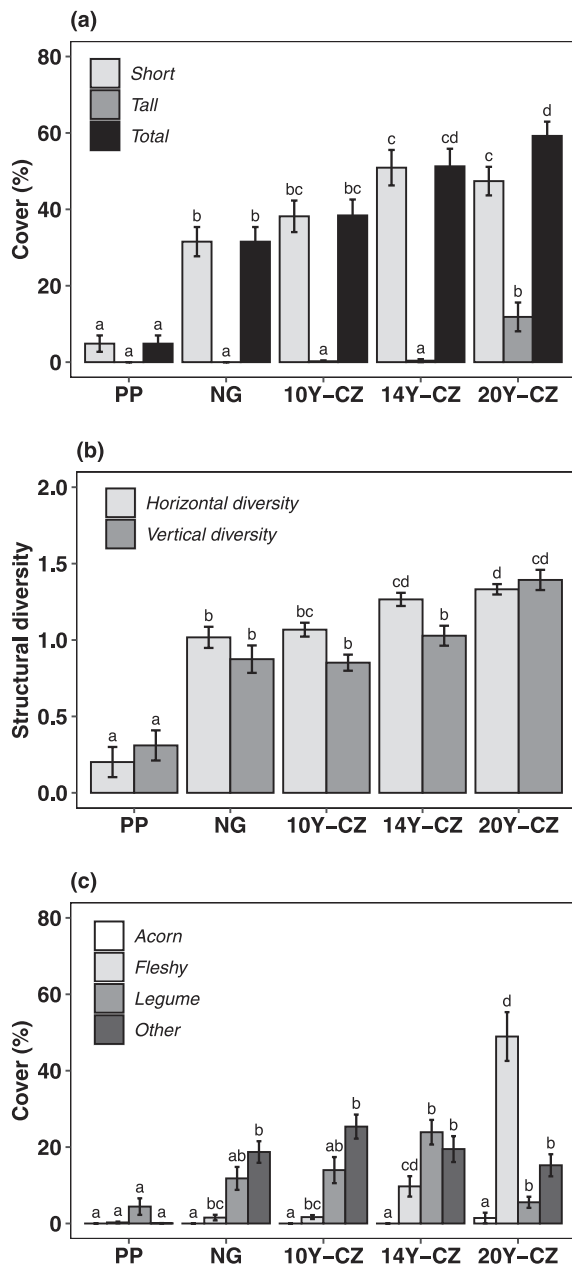 (a)
80
60
40
20
0
Cover (%)
Short
Tall
Total
a a a
b a b
bc a bc
c a cd
c b d
PP NG 10Y−CZ 14Y−CZ 20Y−CZ
(b)
2.0
1.5
1.0
0.5
0.0
Structural diversity
Horizontal diversity
Vertical diversity
a a
b b
bc b
cd b
d cd
PP NG 10Y−CZ 14Y−CZ 20Y−CZ
(c)
80
60
40
20
0
Cover (%)
Acorn
Fleshy
Legume
Other
a a a a
a bc ab b
a bc ab b
a cd b b
a d b b
PP NG 10Y−CZ 14Y−CZ 20Y−CZ